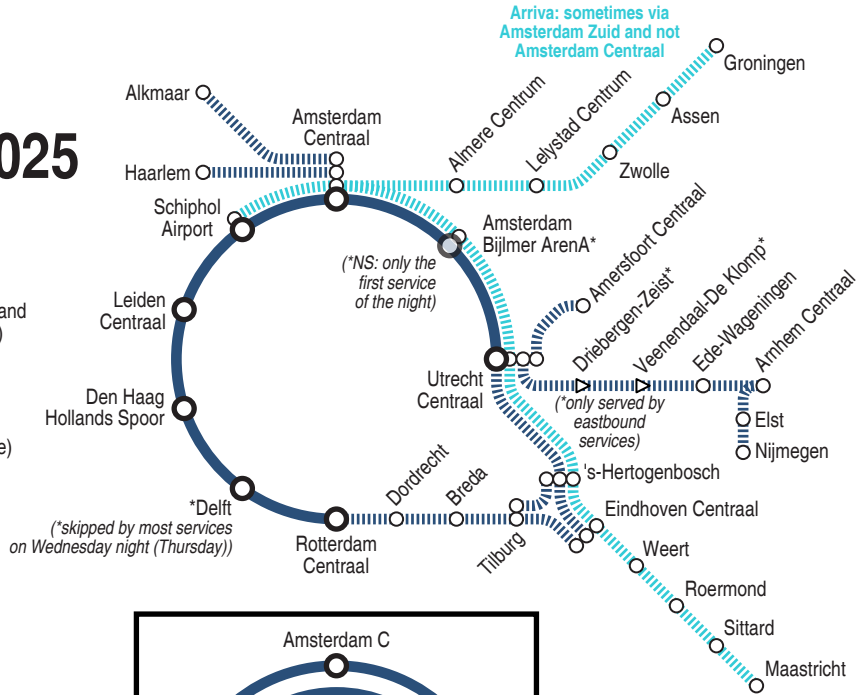 Arriva: sometimes via
Amsterdam Zuid and not
Amsterdam Centraal
Groningen
Assen
Zwolle
Lelystad Centrum
Almere Centrum
Alkmaar
Amsterdam
Centraal
025
Haarlem
Schiphol
Airport
Amsterdam
Bijlmer ArenA*
(*NS: only the
first service
of the night)
Amersfoort Centraal
Driebergen-Zeist*
Veenendaal-De Klomp*
Ede-Wageningen
Arnhem Centraal
and
)
Leiden
Centraal
Utrecht
Centraal
(*only served by
eastbound
services)
Elst
Nijmegen
Den Haag
Hollands Spoor
e)
's-Hertogenbosch
Dordrecht
Breda
Tilburg
*Delft
(*skipped by most services
on Wednesday night (Thursday))
Rotterdam
Centraal
Eindhoven Centraal
Weert
Roermond
Sittard
Maastricht
Amsterdam C